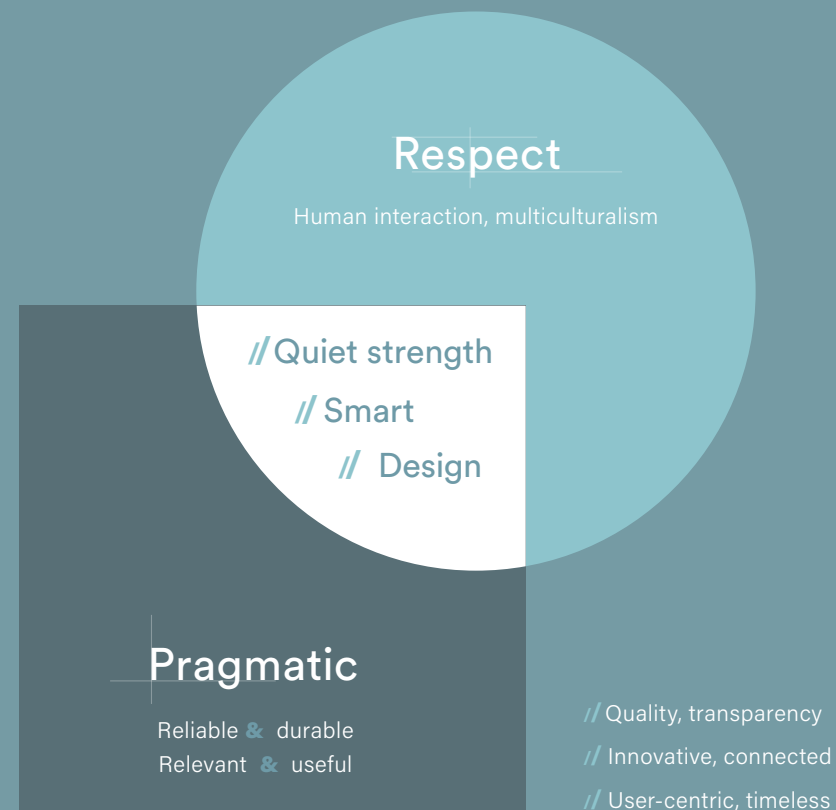 Respect
Human interaction, multiculturalism
// Quiet strength
// Smart
// Design
Pragmatic
Reliable & durable
Relevant & useful
// Quality, transparency
// Innovative, connected
// User-centric, timeless